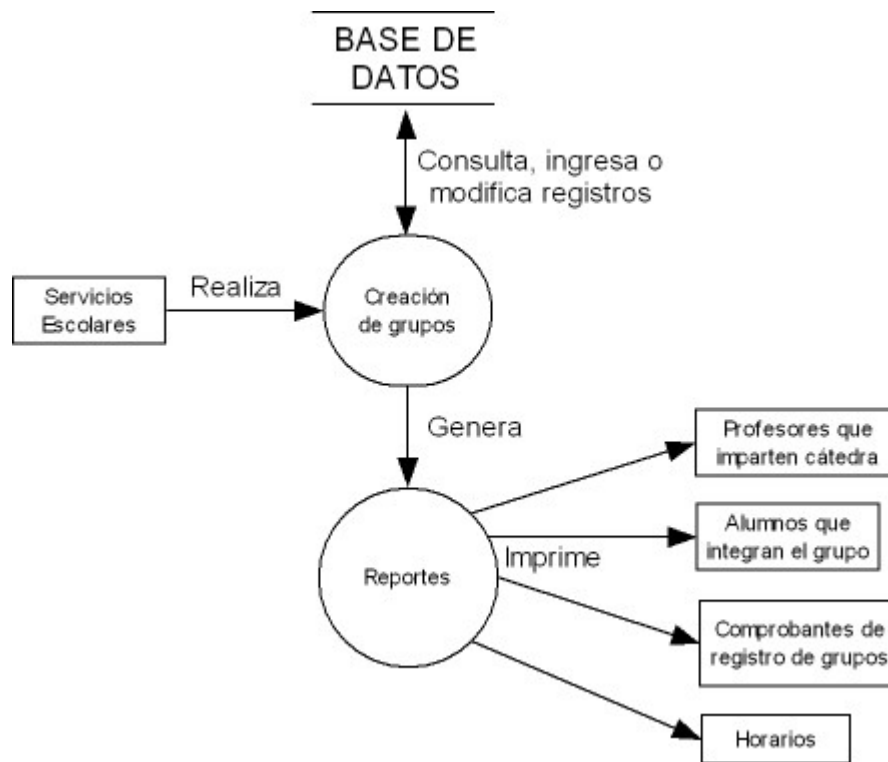 BASE DE
DATOS
Consulta, ingresa o
modifica registros
Realiza
Servicios
Escolares
Creación
de grupos
Genera
Profesores que
imparten cátedra
Alumnos que
integran el grupo
Imprime
Reportes
Comprobantes de
registro de grupos
Horarios